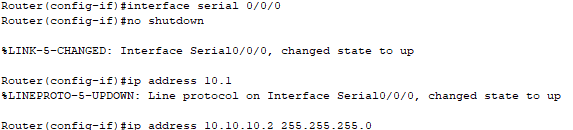 Router(config-if)#interface serial 0/0/0
Router(config-if)#no shutdown
%LINK-5-CHANGED: Interface Serial0/0/0, changed state to up
Router(config-if)#ip address 10.1
%LINEPROTO-5-UPDOWN: Line protocol on Interface Serial0/0/0, changed state to up
Router(config-if)#ip address 10.10.10.2 255.255.255.0